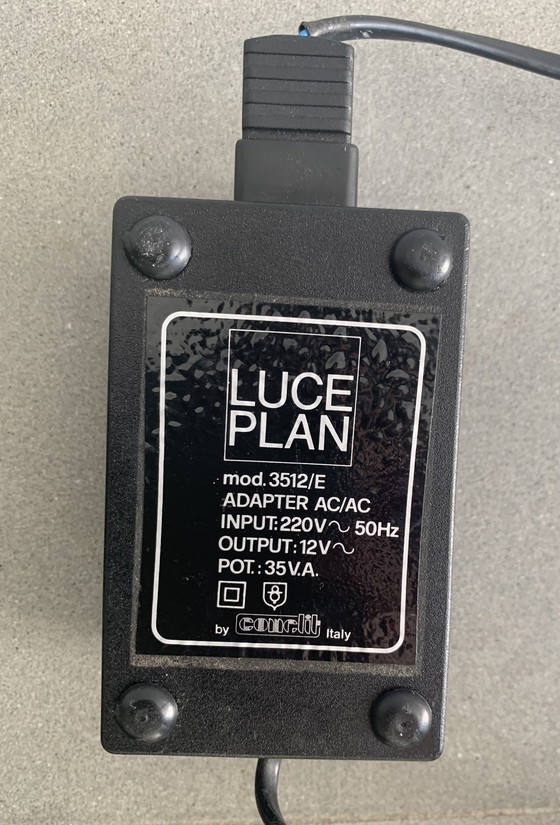 LUCE
PLAN
mod. 3512/E
ADAPTER AC/AC
INPUT: 220V~ 50Hz
OUTPUT: 12V~
POT.: 35V.A.
by conelit Italy